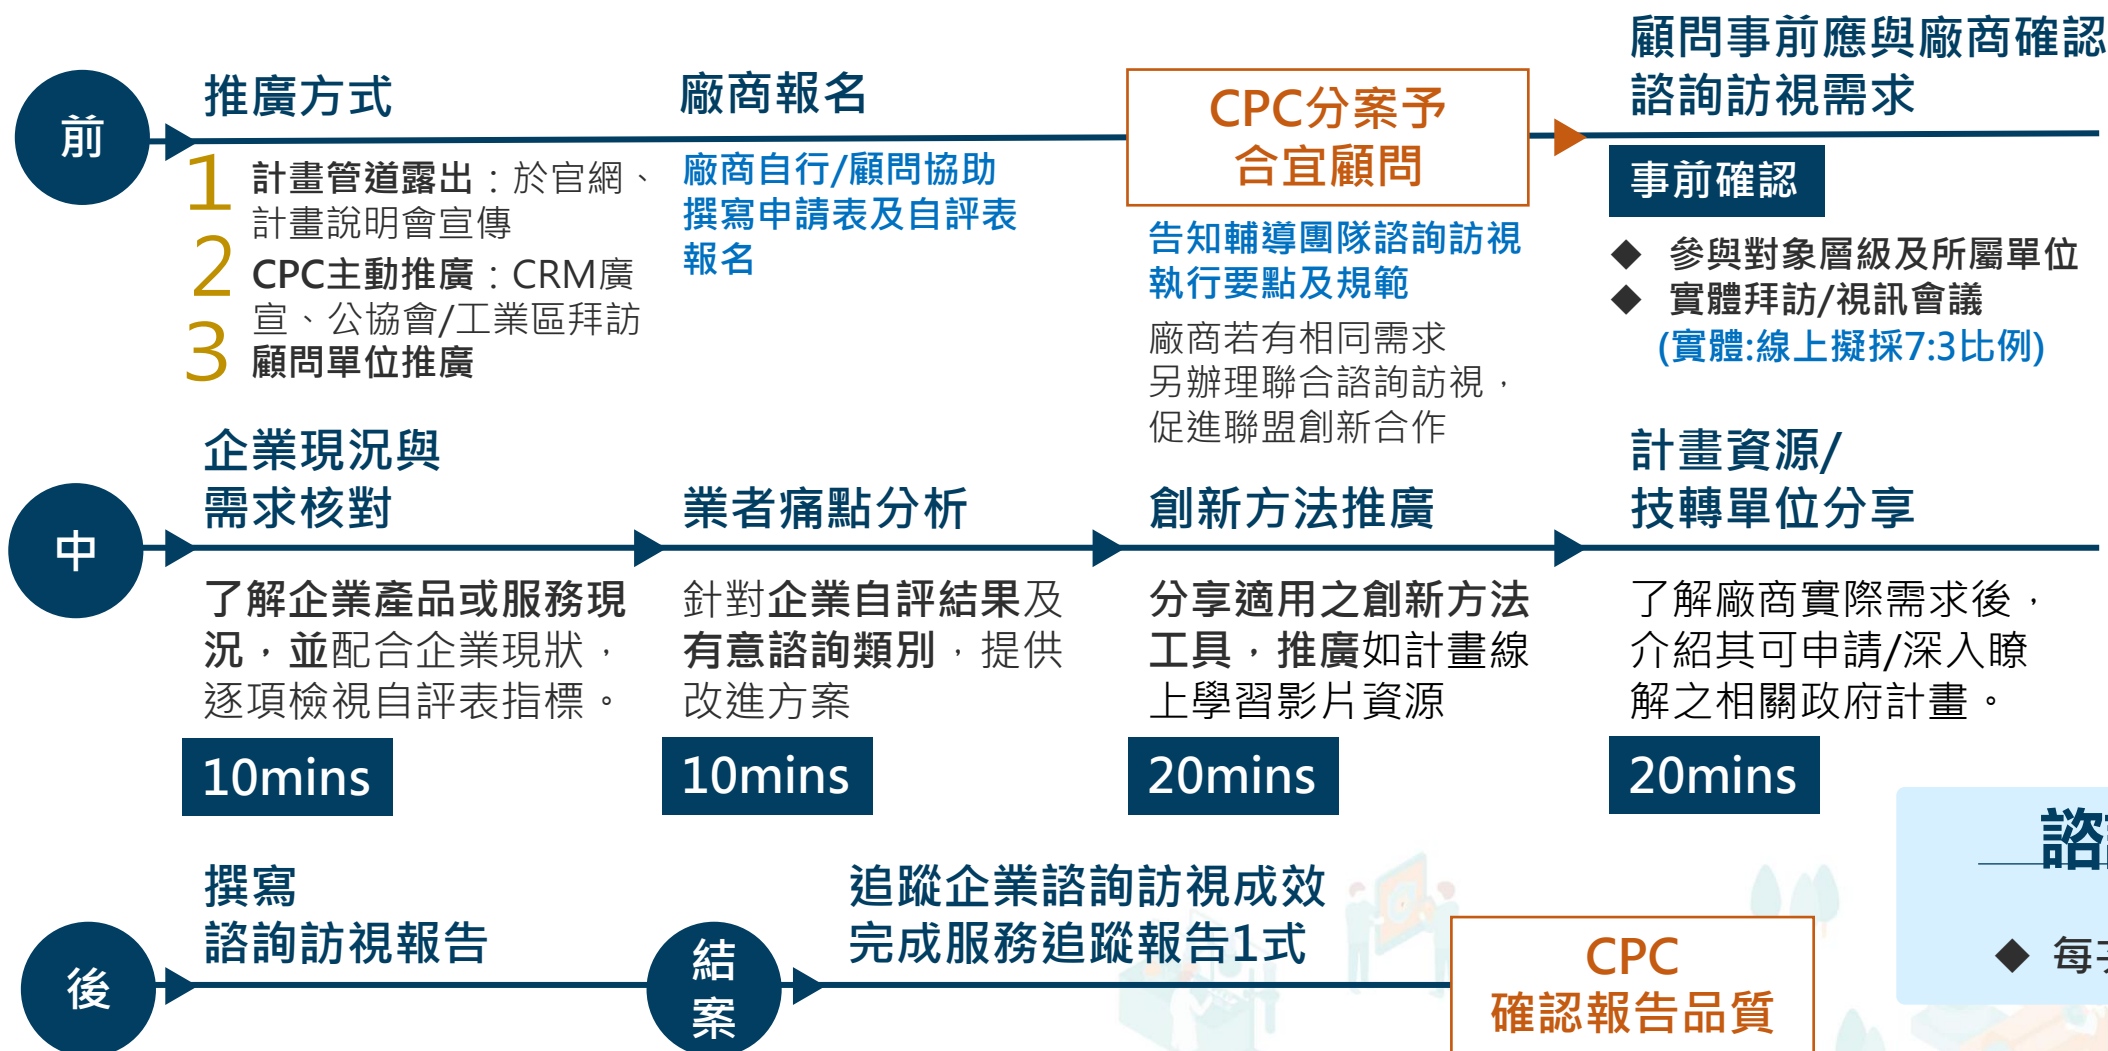 前
推廣方式
1 計畫管道露出：於官網、
計畫說明會宣傳
2 CPC主動推廣：CRM廣
宣、公協會/工業區拜訪
3 顧問單位推廣
廠商報名
廠商自行/顧問協助
撰寫申請表及自評表
報名
CPC分案予
合宜顧問
告知輔導團隊諮詢訪視
執行要點及規範
廠商若有相同需求
另辦理聯合諮詢訪視，
促進聯盟創新合作
顧問事前應與廠商確認
諮詢訪視需求
事前確認
◆ 參與對象層級及所屬單位
◆ 實體拜訪/視訊會議
(實體:線上擬採7:3比例)
中
企業現況與
需求核對
了解企業產品或服務現
況，並配合企業現狀，
逐項檢視自評表指標。
10mins
業者痛點分析
針對企業自評結果及
有意諮詢類別，提供
改進方案
10mins
創新方法推廣
分享適用之創新方法
工具，推廣如計畫線
上學習影片資源
20mins
計畫資源/
技轉單位分享
了解廠商實際需求後，
介紹其可申請/深入瞭
解之相關政府計畫。
20mins
後
撰寫
諮詢訪視報告
結
案
追蹤企業諮詢訪視成效
完成服務追蹤報告1式
CPC
確認報告品質
諮
◆ 每